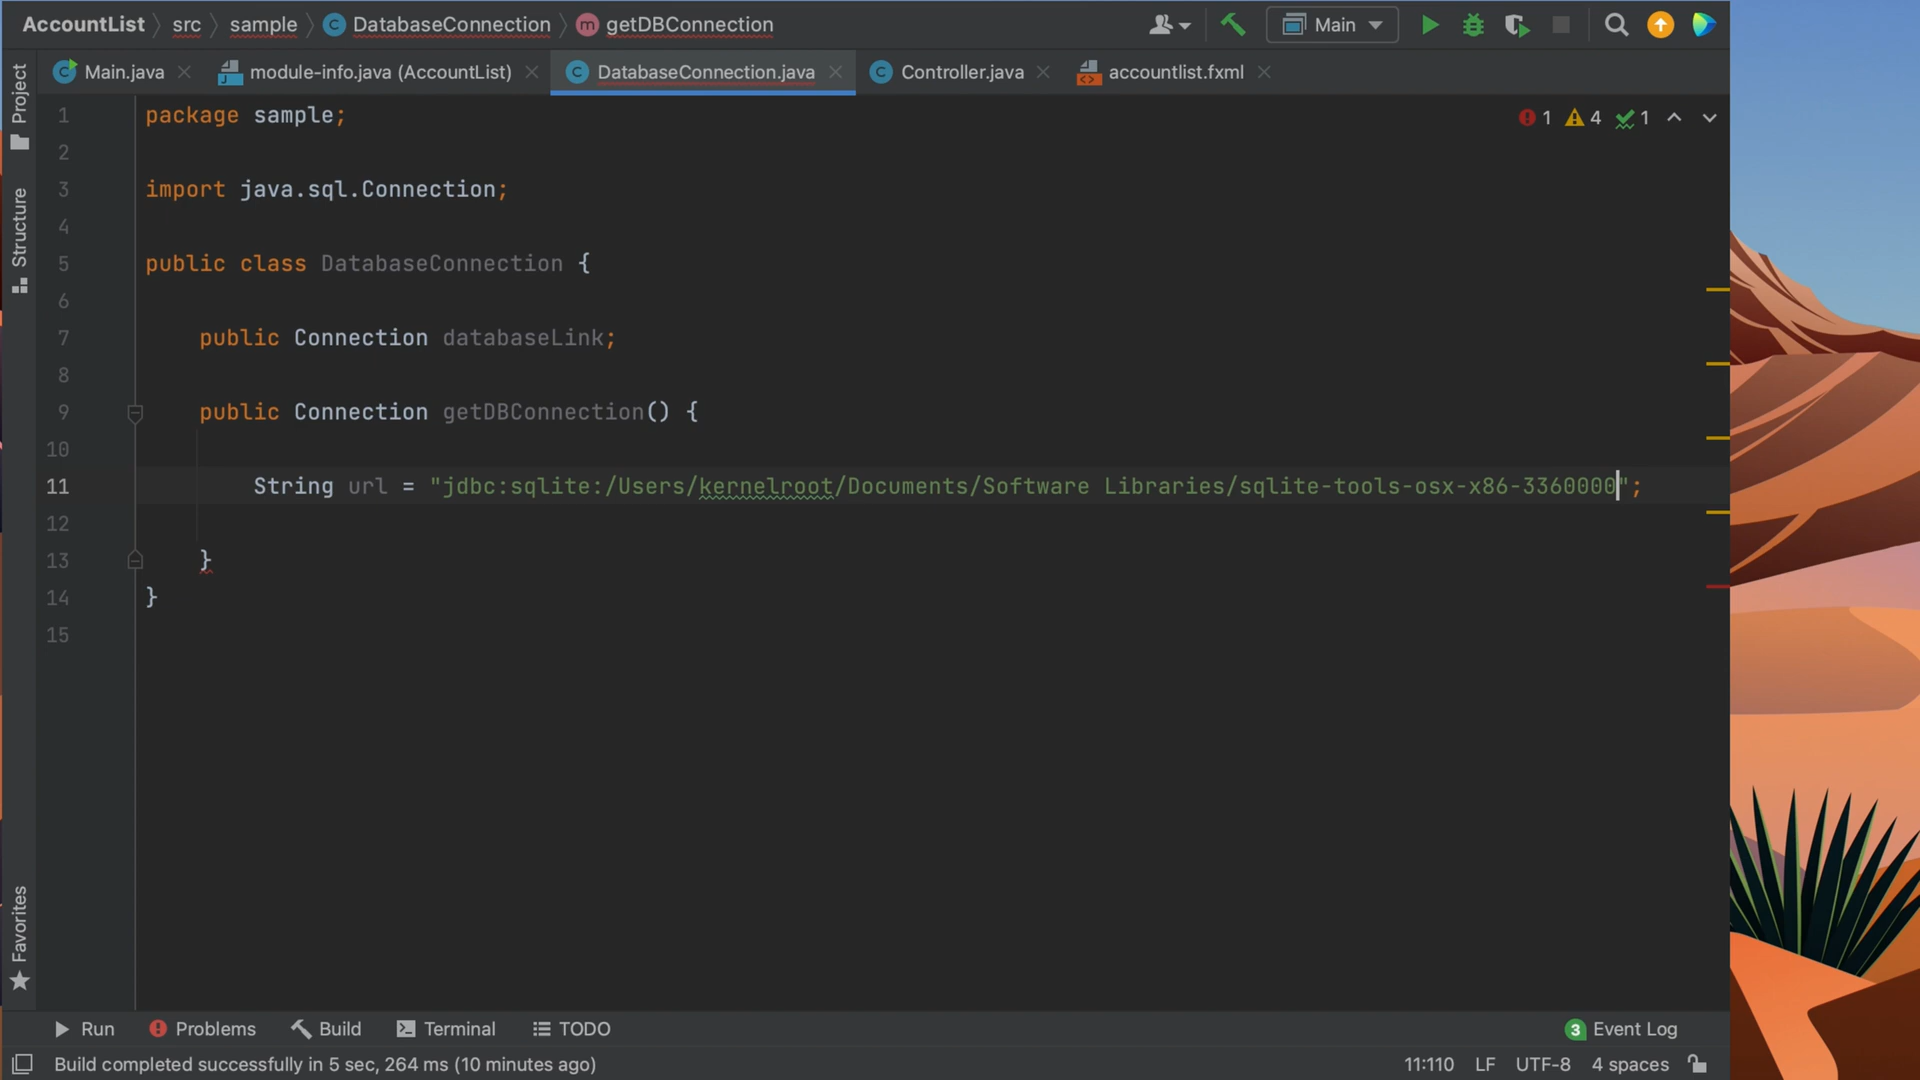 AccountList src sample DatabaseConnection getDBConnection Main
Main.java module-info.java (AccountList) DatabaseConnection.java Controller.java accountlist.fxml
Project
Structure
Favorites
1 4 1
1 package sample;
2
3 import java.sql.Connection;
4
5 public class DatabaseConnection {
6
7 public Connection databaseLink;
8
9 public Connection getDBConnection() {
10
11 String url = "jdbc:sqlite:/Users/kernelroot/Documents/Software Libraries/sqlite-tools-osx-x86-3360000";
12
13 }
14 }
15
Run Problems Build Terminal TODO 3 Event Log
Build completed successfully in 5 sec, 264 ms (10 minutes ago) 11:110 LF UTF-8 4 spaces